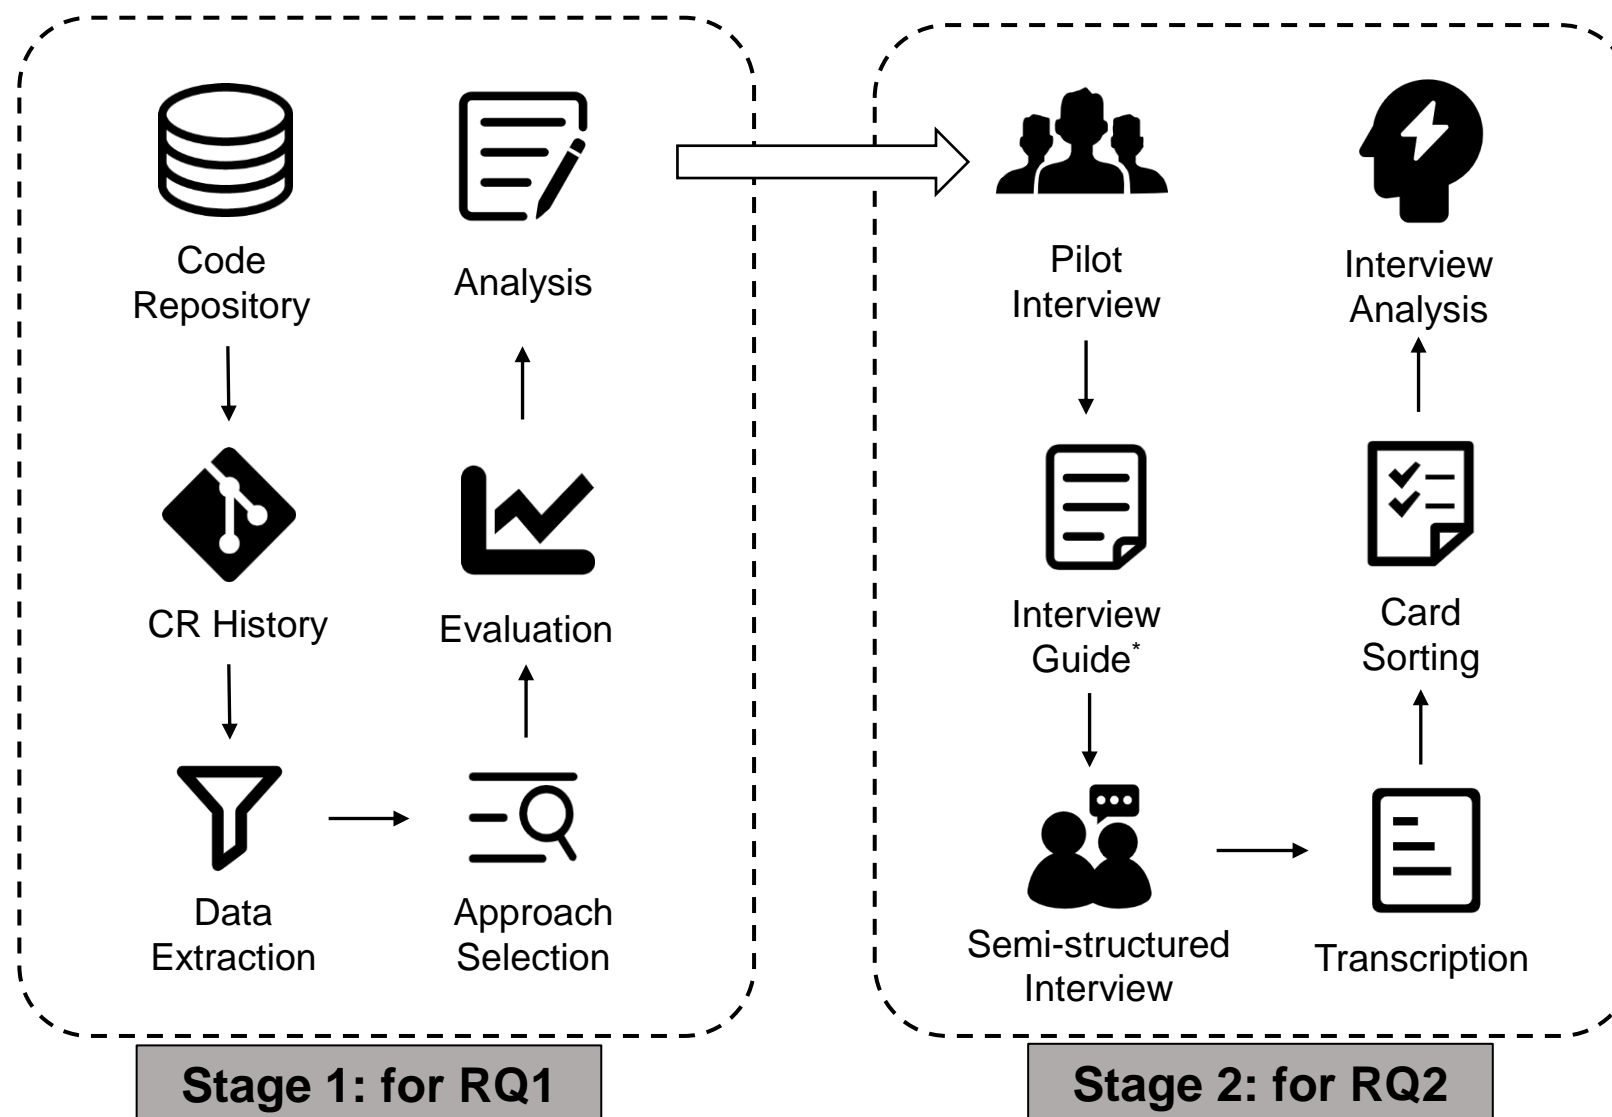 Code
Repository
Analysis
CR History
Evaluation
Data
Extraction
Approach
Selection
Stage 1: for RQ1
Pilot
Interview
Interview
Analysis
Interview
Guide*
Card
Sorting
Semi-structured
Interview
Transcription
Stage 2: for RQ2